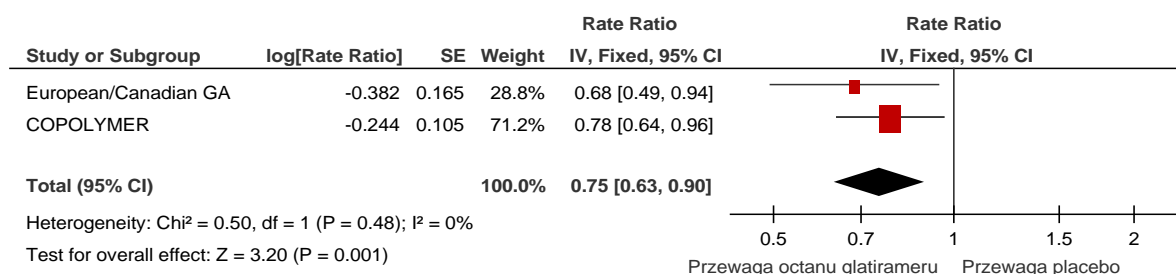 Rate Ratio Rate Ratio
Study or Subgroup log[Rate Ratio] SE Weight IV, Fixed, 95% CI IV, Fixed, 95% CI
European/Canadian GA -0.382 0.165 28.8% 0.68 [0.49, 0.94]
COPOLYMER -0.244 0.105 71.2% 0.78 [0.64, 0.96]
Total (95% CI) 100.0% 0.75 [0.63, 0.90]
Heterogeneity: Chi² = 0.50, df = 1 (P = 0.48); I² = 0%
Test for overall effect: Z = 3.20 (P = 0.001)
0.5 0.7 1 1.5 2
Przewaga octanu glatirameru Przewaga placebo